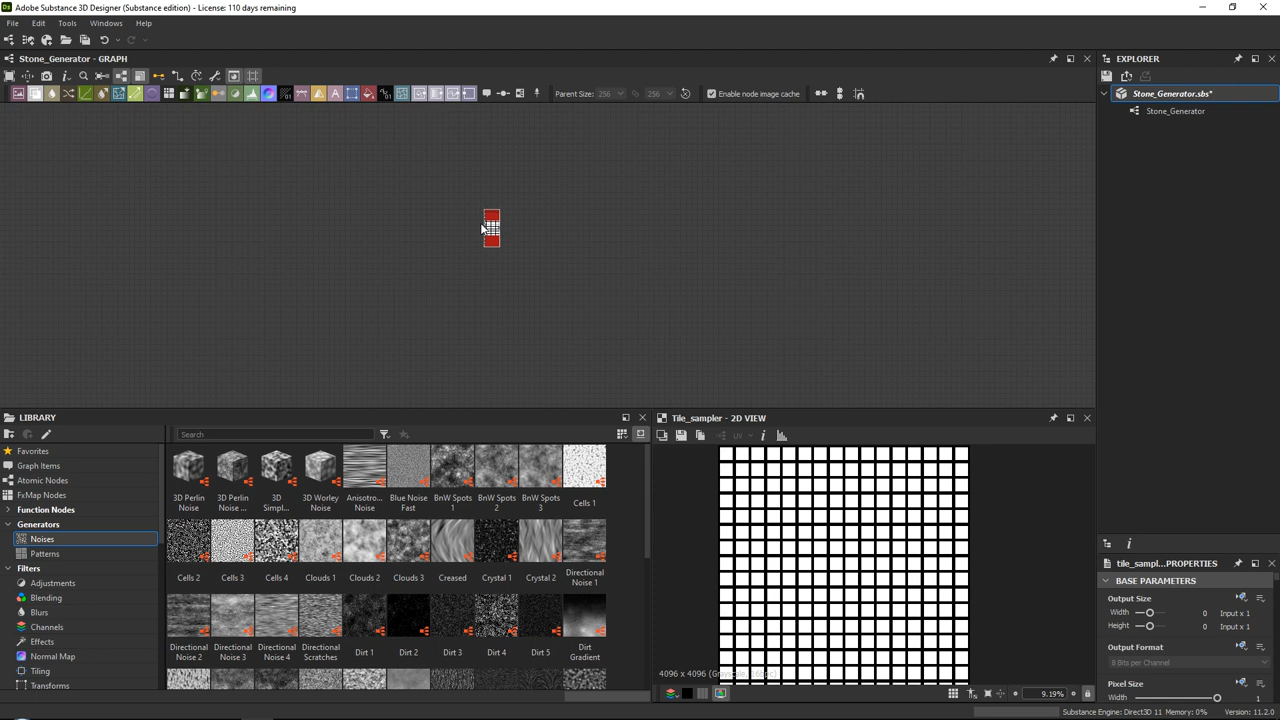 Adobe Substance 3D Designer (Substance edition) - License: 110 days remaining
File Edit Tools Windows Help
Stone_Generator - GRAPH
EXPLORER
Parent Size: 256 256 Enable node image cache
Stone_Generator.sbs*
Stone_Generator
LIBRARY
Search
Favorites
Graph Items
Atomic Nodes
FxMap Nodes
Function Nodes
Generators
Noises
Patterns
Filters
Adjustments
Blending
Blurs
Channels
Effects
Normal Map
Tiling
Transforms
3D Perlin Noise
3D Perlin Noise ...
3D Simpl...
3D Worley Noise
Anisotro... Noise
Blue Noise Fast
BnW Spots 1
BnW Spots 2
BnW Spots 3
Cells 1
Cells 2
Cells 3
Cells 4
Clouds 1
Clouds 2
Clouds 3
Creased
Crystal 1
Crystal 2
Directional Noise 1
Directional Noise 2
Directional Noise 3
Directional Noise 4
Directional Scratches
Dirt 1
Dirt 2
Dirt 3
Dirt 4
Dirt 5
Dirt Gradient
Tile_sampler - 2D VIEW
UV
4096 x 4096 (Grayscale, 16bpc)
9.19%
tile_sampl...PROPERTIES
BASE PARAMETERS
Output Size
Width 0 Input x 1
Height 0 Input x 1
Output Format
8 Bits per Channel
Pixel Size
Width 1
Substance Engine: Direct3D 11 Memory: 0% Version: 11.2.0